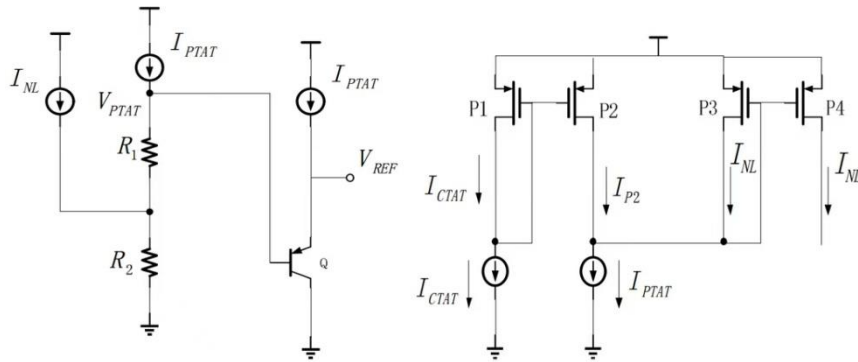 I_PTAT
I_NL
I_PTAT
V_PTAT
R_1
V_REF
R_2
Q
P1
P2
P3
P4
I_CTAT
I_P2
I_NL
I_NL
I_CTAT
I_PTAT